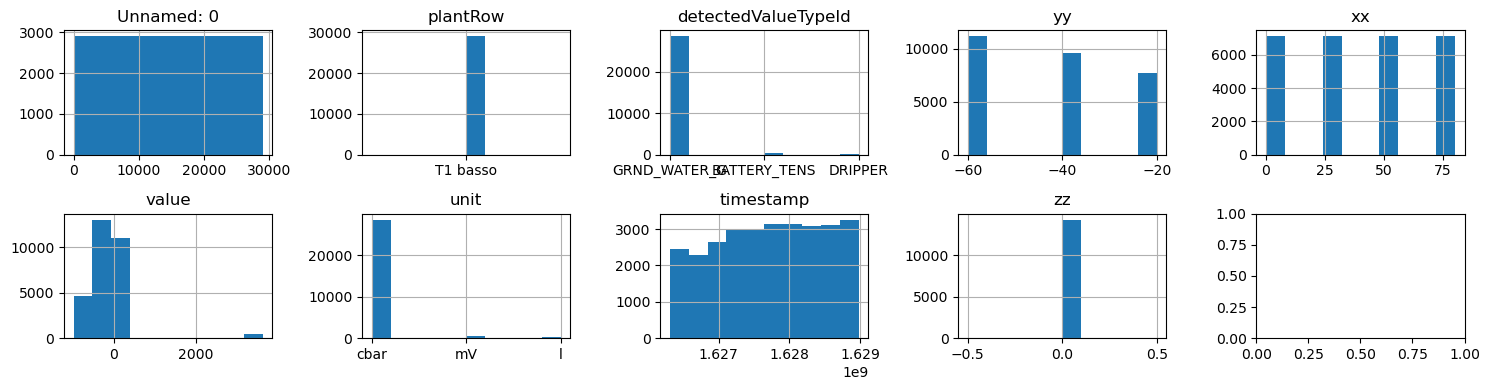 Unnamed: 0
3000
2000
1000
0
0 10000 20000 30000
plantRow
30000
20000
10000
0
T1 basso
detectedValueTypeId
20000
10000
0
GRND_WATER_G BATTERY_TENS DRIPPER
yy
10000
5000
0
−60 −40 −20
xx
6000
4000
2000
0
0 25 50 75
value
10000
5000
0
0 2000
unit
20000
10000
0
cbar mV l
timestamp
3000
2000
1000
0
1.627 1.628 1.629
1e9
zz
10000
5000
0
−0.5 0.0 0.5
1.00
0.75
0.50
0.25
0.00
0.00 0.25 0.50 0.75 1.00